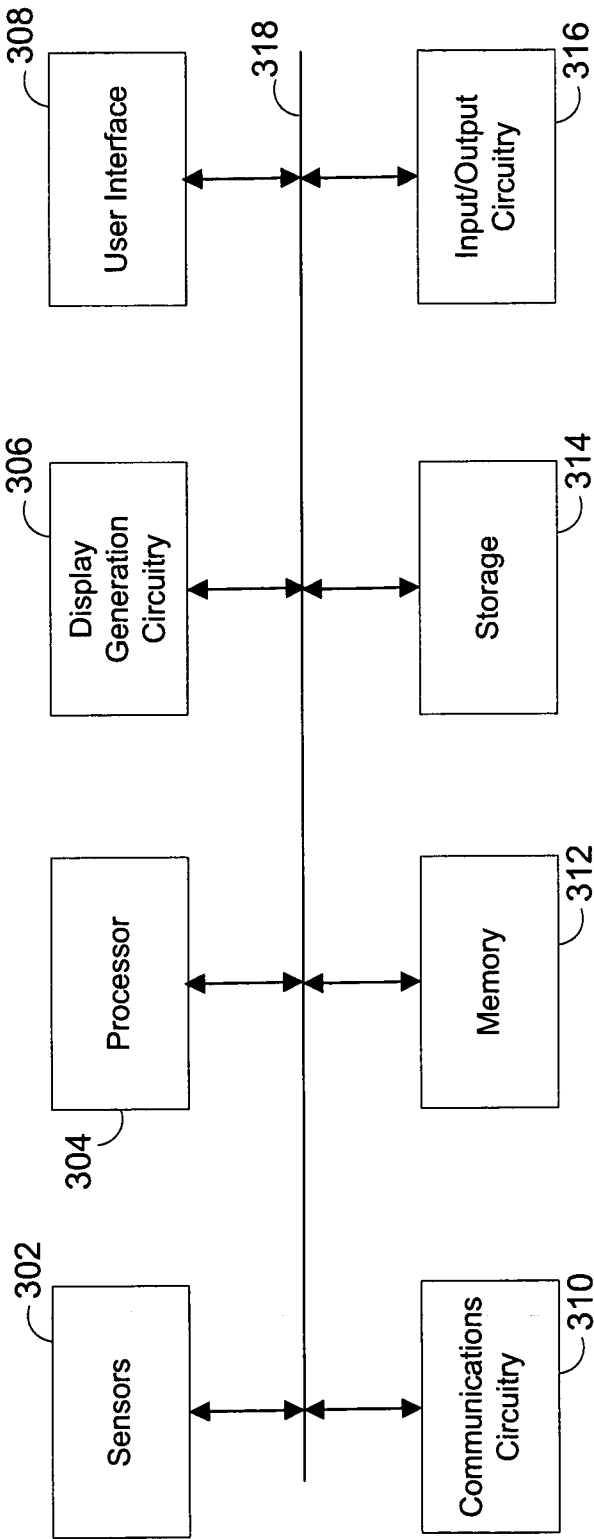 302
Sensors
304
Processor
306
Display
Generation
Circuitry
308
User Interface
318
Communications
Circuitry
310
Memory
312
Storage
314
Input/Output
Circuitry
316